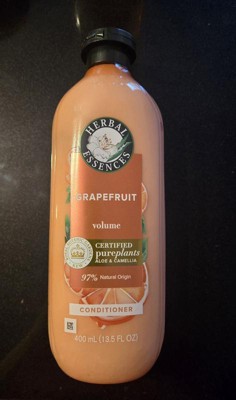 HERBAL
ESSENCES
GRAPEFRUIT
volume
CERTIFIED
pureplants
ALOE & CAMELLIA
97% Natural Origin
CONDITIONER
400 mL (13.5 FL OZ)